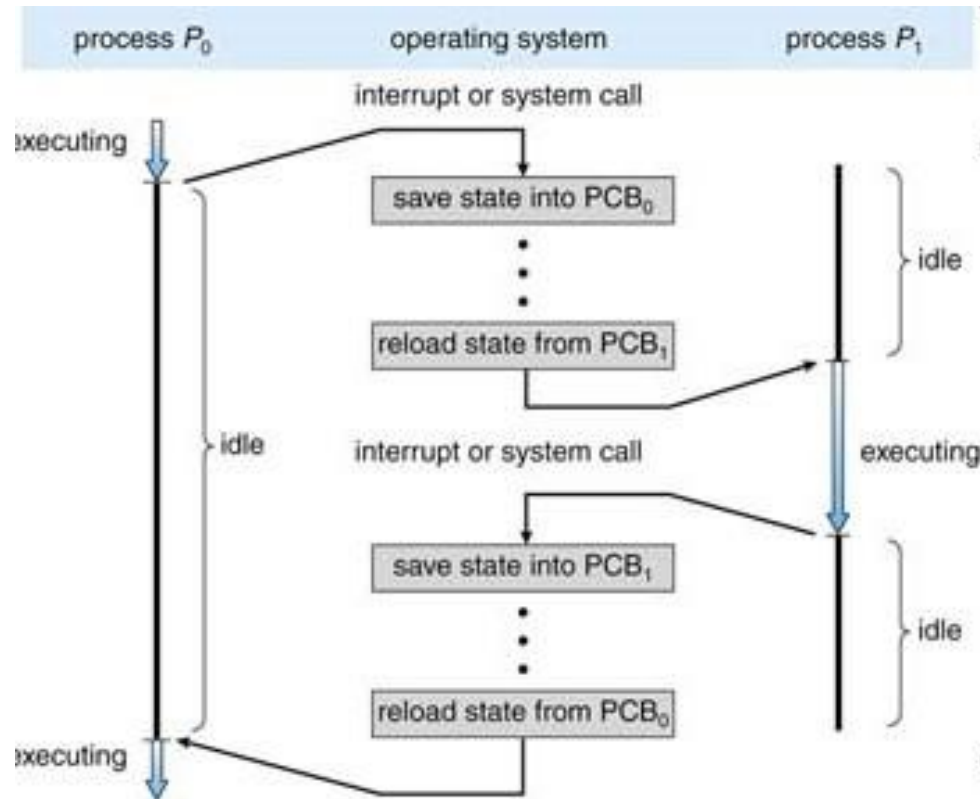 process P₀ operating system process P₁
interrupt or system call
executing
save state into PCB₀
idle
reload state from PCB₁
idle
interrupt or system call
executing
save state into PCB₁
idle
reload state from PCB₀
executing